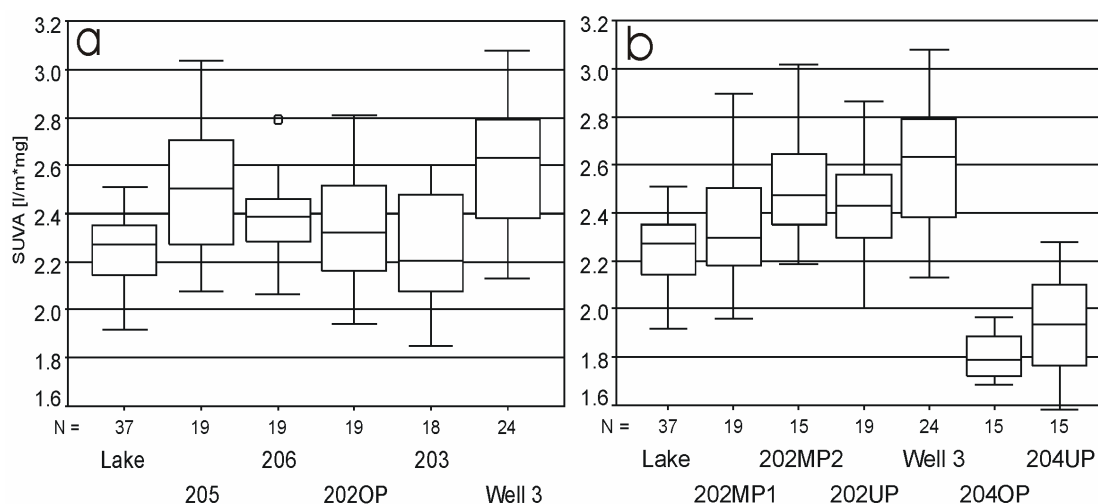 a
b
SUVA [l/m*mg]
3.2
3.0
2.8
2.6
2.4
2.2
2.0
1.8
1.6
3.2
3.0
2.8
2.6
2.4
2.2
2.0
1.8
1.6
N = 37 19 19 19 18 24
Lake 206 203
205 202OP Well 3
N = 37 19 15 19 24 15 15
Lake 202MP2 Well 3 204UP
202MP1 202UP 204OP